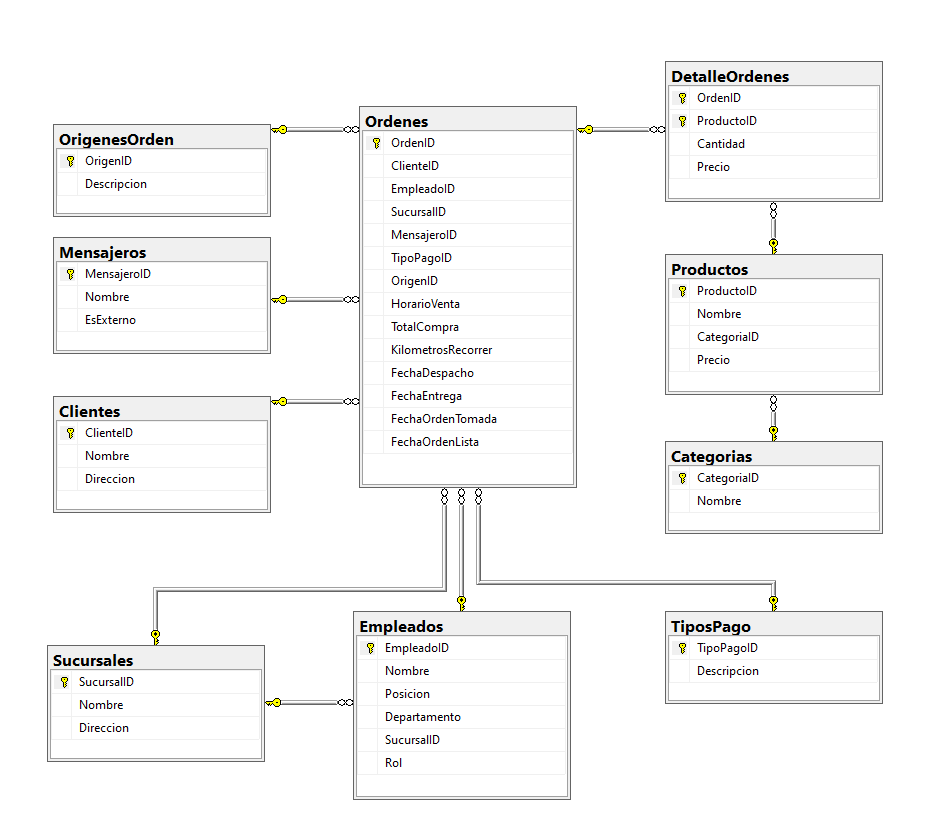 OrigenesOrden
OrigenID
Descripcion
Mensajeros
MensajeroID
Nombre
EsExterno
Clientes
ClienteID
Nombre
Direccion
Ordenes
OrdenID
ClienteID
EmpleadoID
SucursalID
MensajeroID
TipoPagoID
OrigenID
HorarioVenta
TotalCompra
KilometrosRecorrer
FechaDespacho
FechaEntrega
FechaOrdenTomada
FechaOrdenLista
DetalleOrdenes
OrdenID
ProductoID
Cantidad
Precio
Productos
ProductoID
Nombre
CategoriaID
Precio
Categorias
CategoriaID
Nombre
Sucursales
SucursalID
Nombre
Direccion
Empleados
EmpleadoID
Nombre
Posicion
Departamento
SucursalID
Rol
TiposPago
TipoPagoID
Descripcion